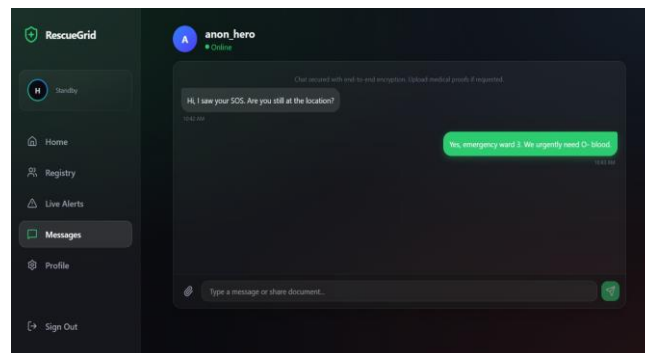 RescueGrid
H
Standby
Home
Registry
Live Alerts
Messages
Profile
Sign Out
A
anon_hero
Online
Chat secured with end-to-end encryption. Upload medical proofs if requested.
Hi, I saw your SOS. Are you still at the location?
10:42 AM
Yes, emergency ward 3. We urgently need O- blood.
10:43 AM
Type a message or share document...